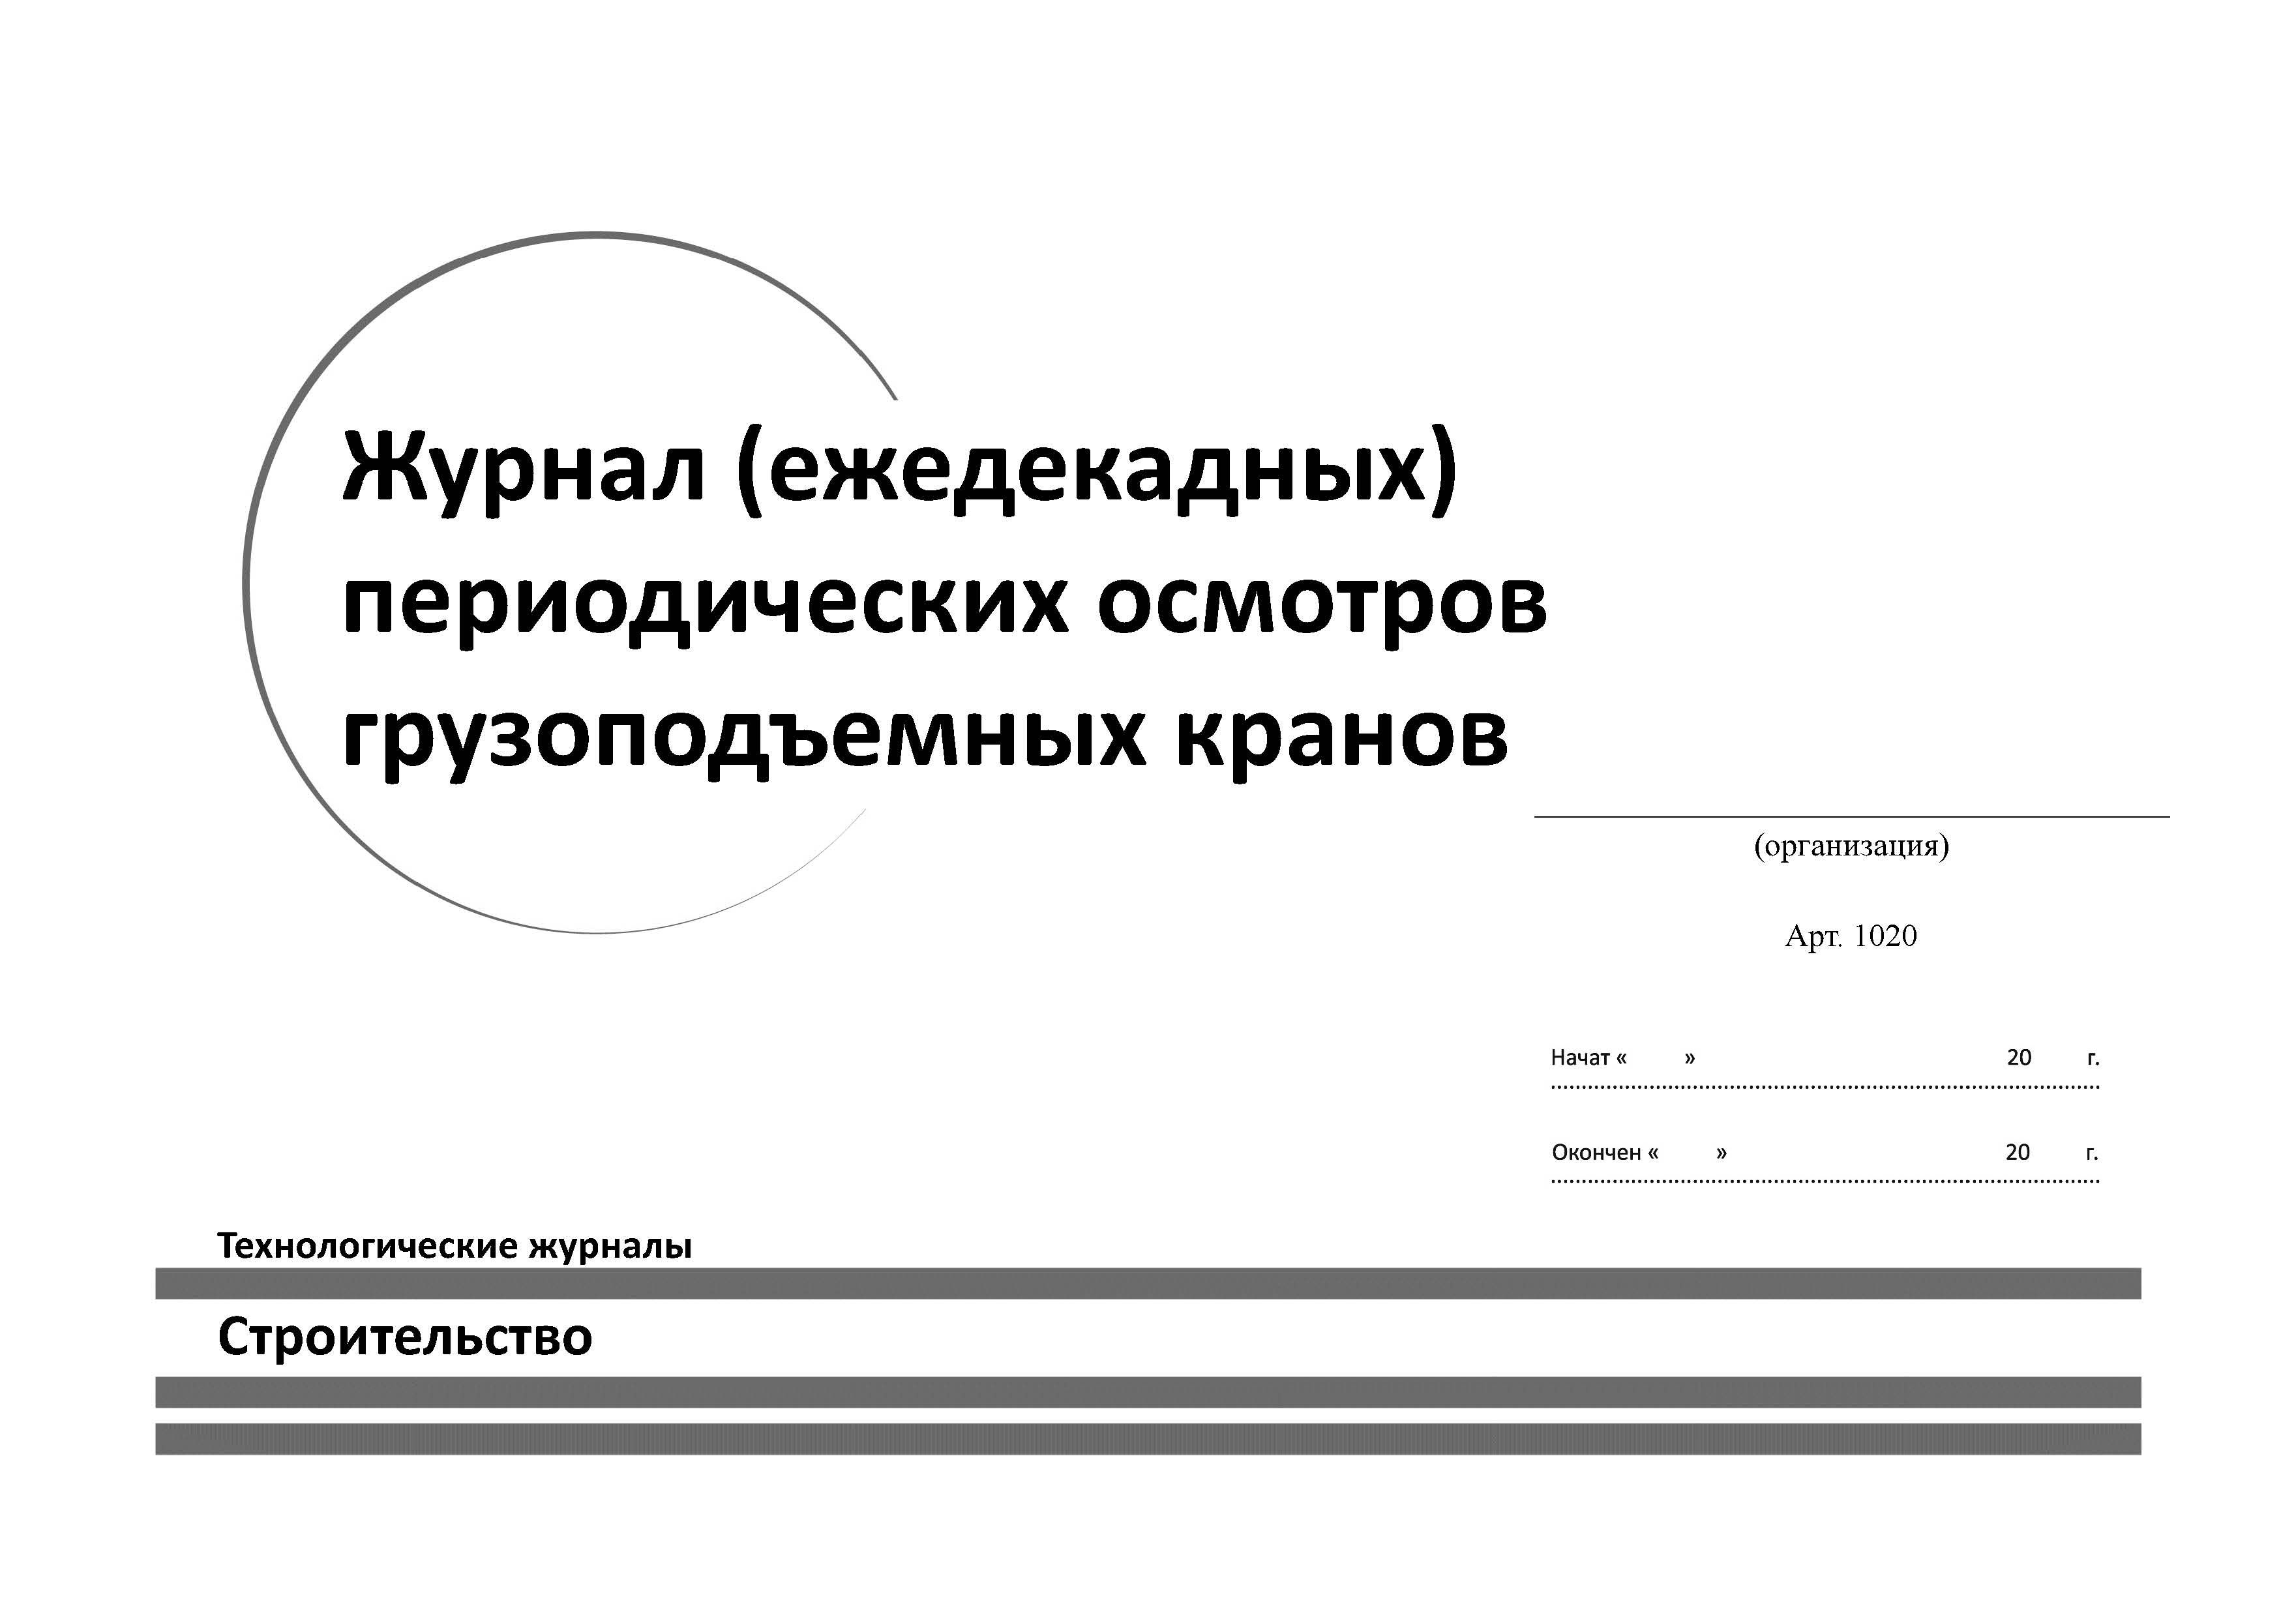 Журнал (ежедекадных)
периодических осмотров
грузоподъемных кранов
(организация)
Арт. 1020
Начат « » 20 г.
Окончен « » 20 г.
Технологические журналы
Строительство